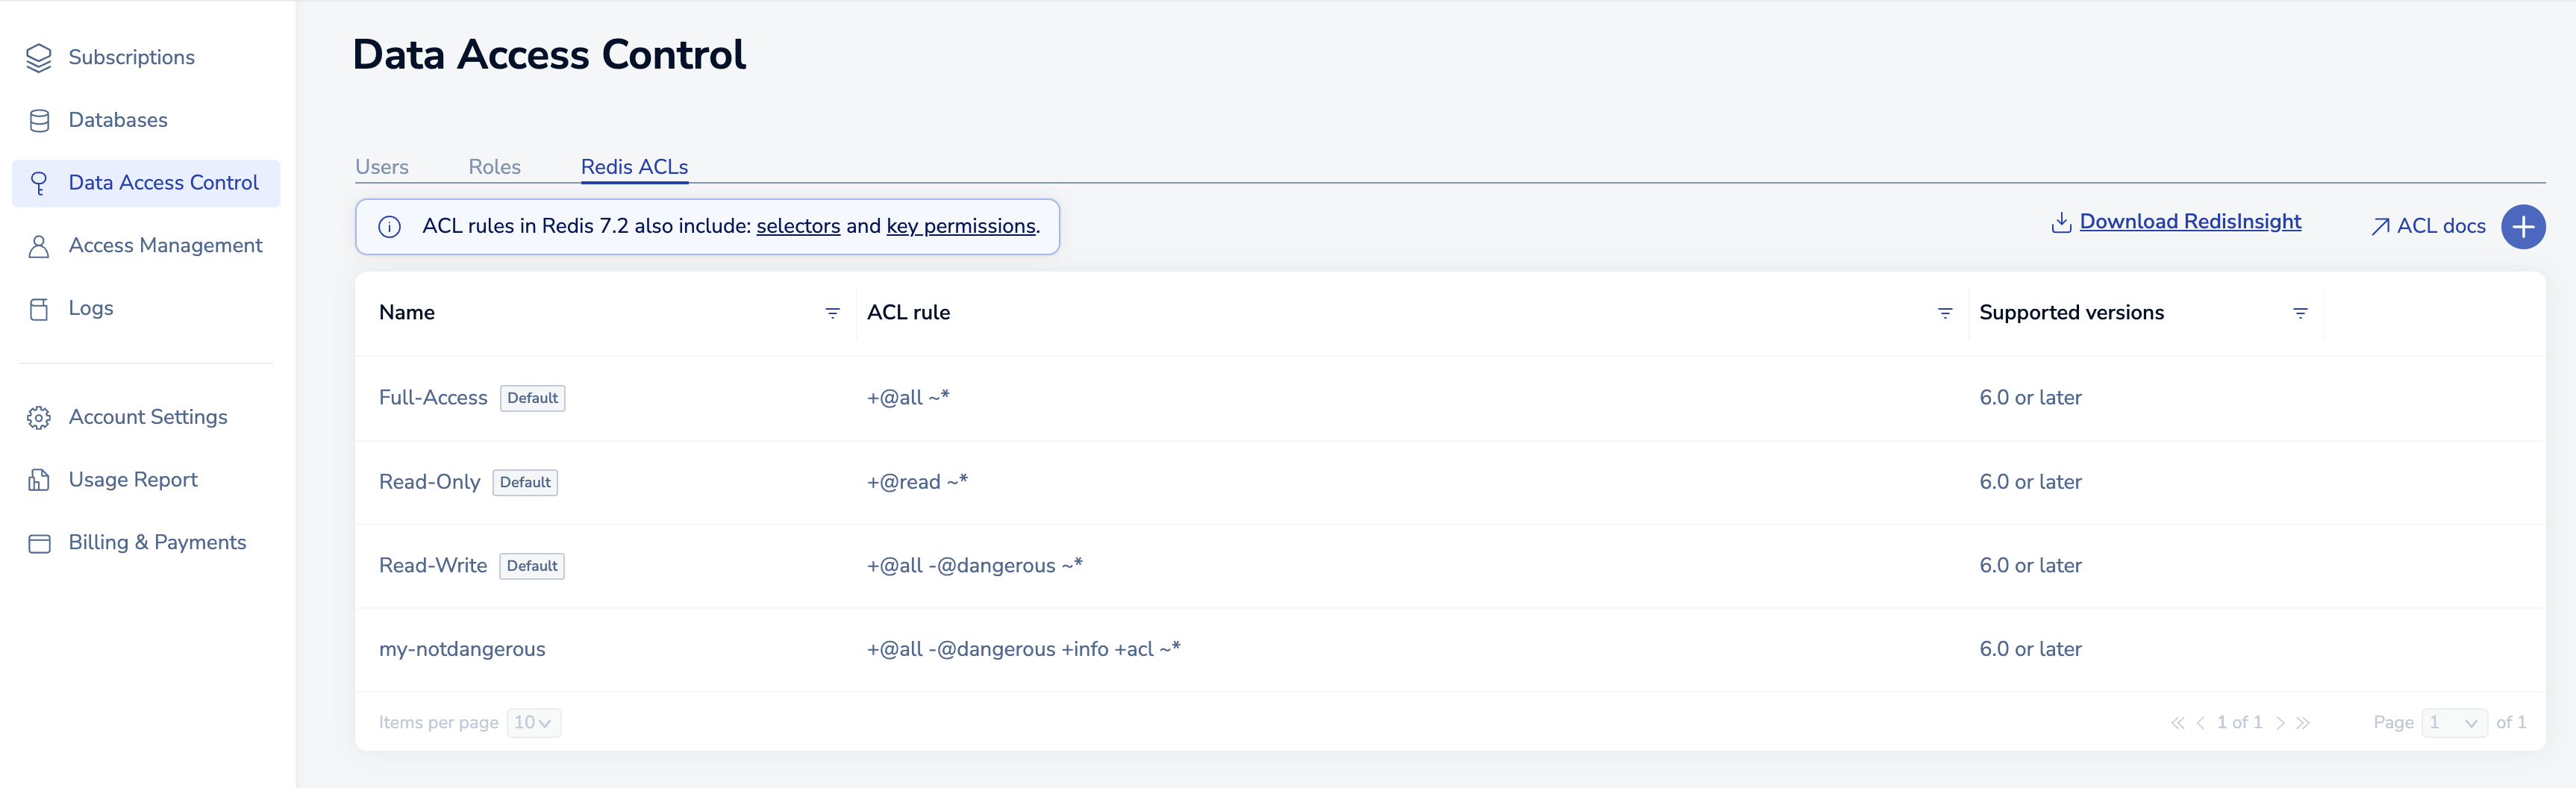 Subscriptions
Databases
Data Access Control
Access Management
Logs
Account Settings
Usage Report
Billing & Payments
Data Access Control
Users Roles Redis ACLs
ACL rules in Redis 7.2 also include: selectors and key permissions.
Download RedisInsight ACL docs
Name ACL rule Supported versions
Full-Access Default +@all ~* 6.0 or later
Read-Only Default +@read ~* 6.0 or later
Read-Write Default +@all -@dangerous ~* 6.0 or later
my-notdangerous +@all -@dangerous +info +acl ~* 6.0 or later
Items per page 10 1 of 1 Page 1 of 1